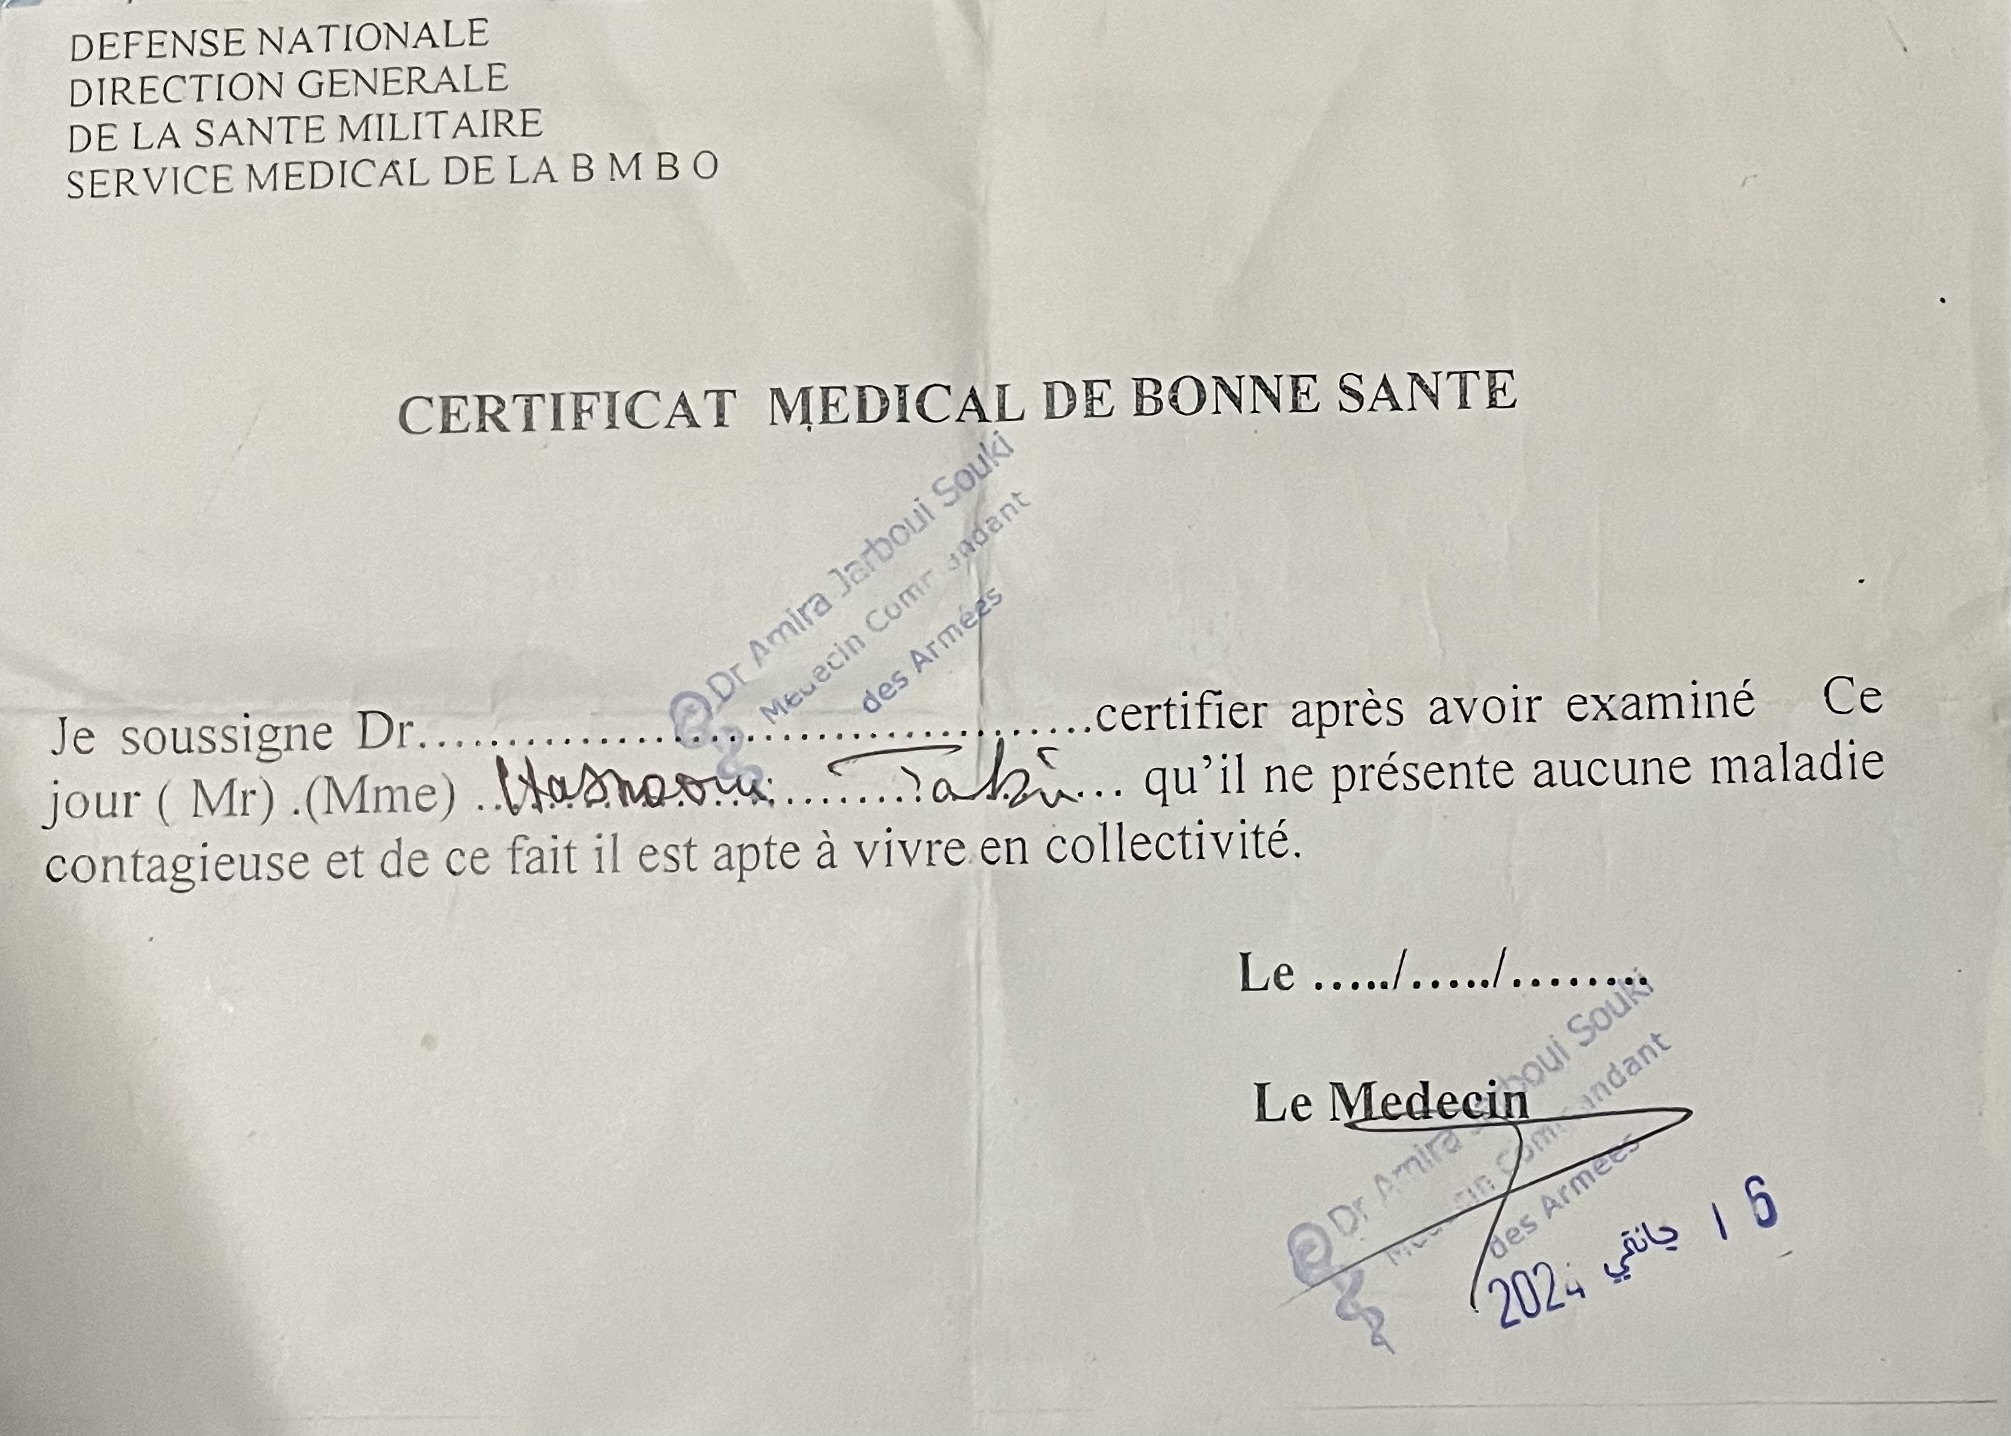 DEFENSE NATIONALE
DIRECTION GENERALE
DE LA SANTE MILITAIRE
SERVICE MEDICAL DE LA B M B O
CERTIFICAT MEDICAL DE BONNE SANTE
Dr Amira Jarboui Souki
Medecin Commandant
des Armées
Je soussigne Dr..............................................certifier après avoir examiné Ce
jour ( Mr) .(Mme) .. Hasnaoui ............ ... qu'il ne présente aucune maladie
contagieuse et de ce fait il est apte à vivre en collectivité.
Le ...../...../.........
Le Medecin
Dr Amira Jarboui Souki
Medecin Commandant
des Armées
16 جانفي 2024